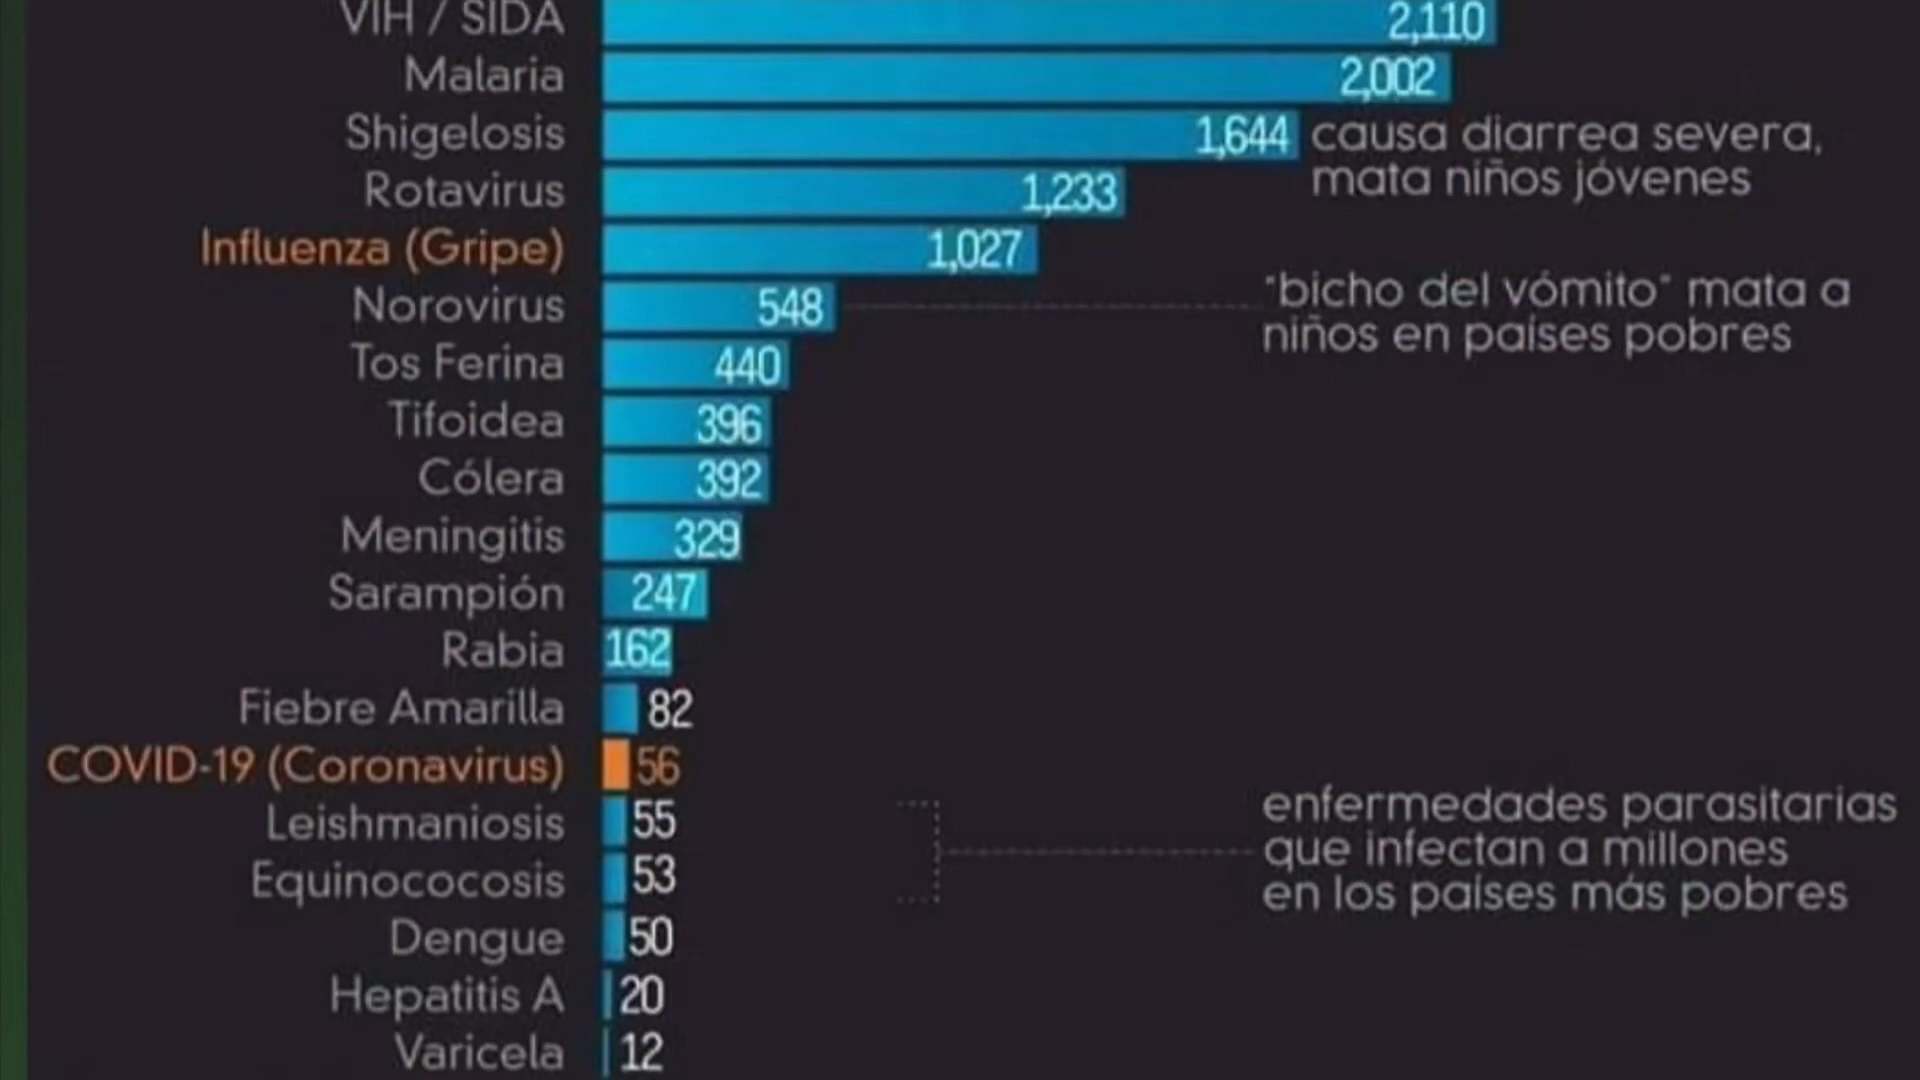 VIH / SIDA 2,110
Malaria 2,002
Shigelosis 1,644 causa diarrea severa,
mata niños jóvenes
Rotavirus 1,233
Influenza (Gripe) 1,027
Norovirus 548 "bicho del vómito" mata a
niños en países pobres
Tos Ferina 440
Tifoidea 396
Cólera 392
Meningitis 329
Sarampión 247
Rabia 162
Fiebre Amarilla 82
COVID-19 (Coronavirus) 56
Leishmaniosis 55
enfermedades parasitarias
que infectan a millones
en los países más pobres
Equinococosis 53
Dengue 50
Hepatitis A 20
Varicela 12